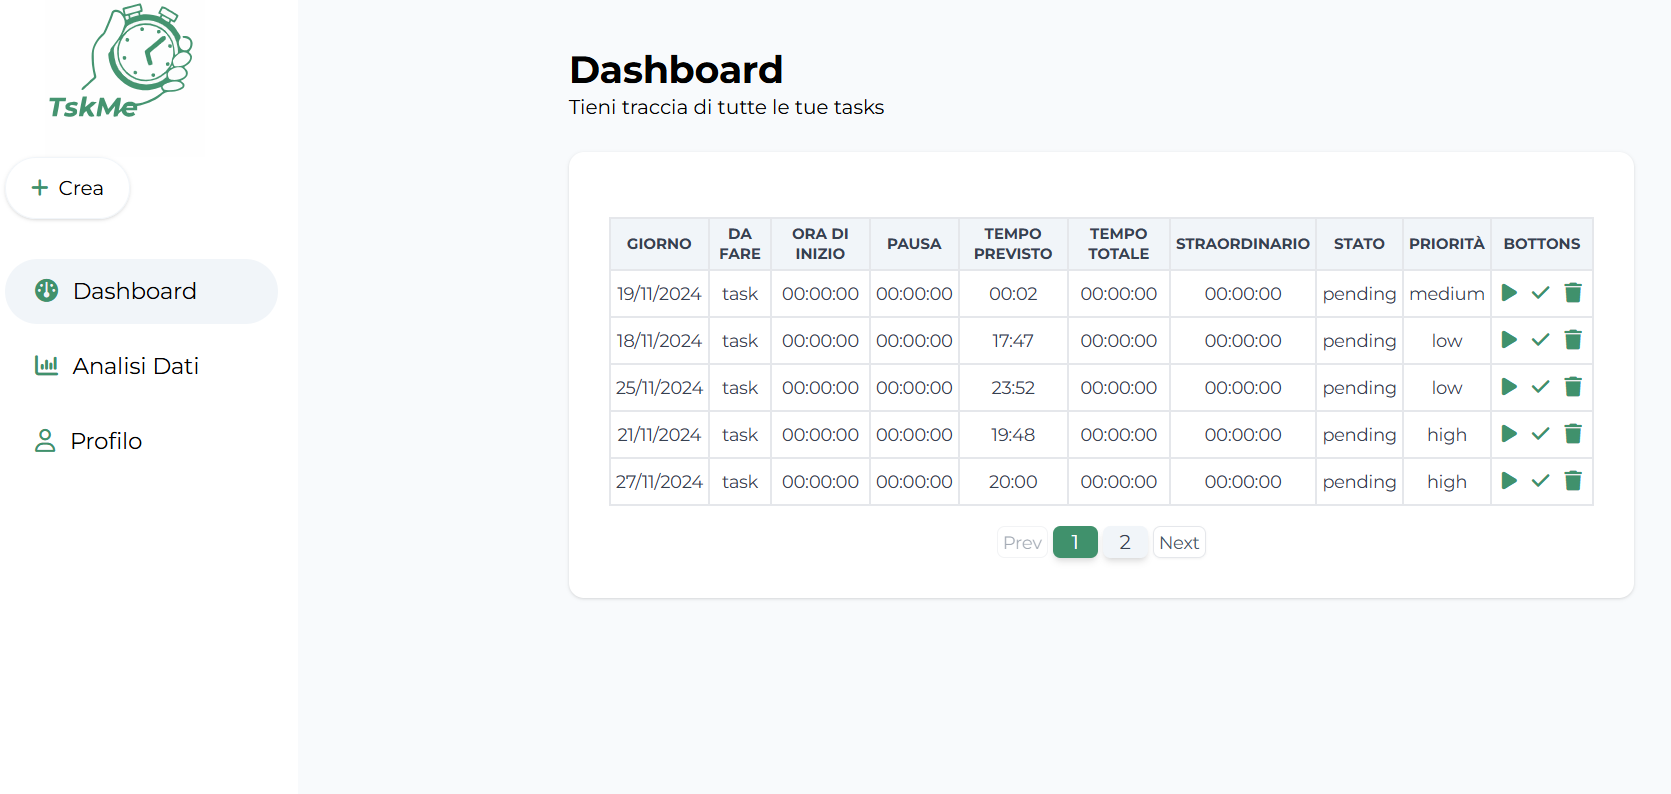 TskMe
Crea
Dashboard
Analisi Dati
Profilo
Dashboard
Tieni traccia di tutte le tue tasks
GIORNO DA FARE ORA DI INIZIO PAUSA TEMPO PREVISTO TEMPO TOTALE STRAORDINARIO STATO PRIORITÀ BOTTONS
19/11/2024 task 00:00:00 00:00:00 00:02 00:00:00 00:00:00 pending medium
18/11/2024 task 00:00:00 00:00:00 17:47 00:00:00 00:00:00 pending low
25/11/2024 task 00:00:00 00:00:00 23:52 00:00:00 00:00:00 pending low
21/11/2024 task 00:00:00 00:00:00 19:48 00:00:00 00:00:00 pending high
27/11/2024 task 00:00:00 00:00:00 20:00 00:00:00 00:00:00 pending high
Prev 1 2 Next